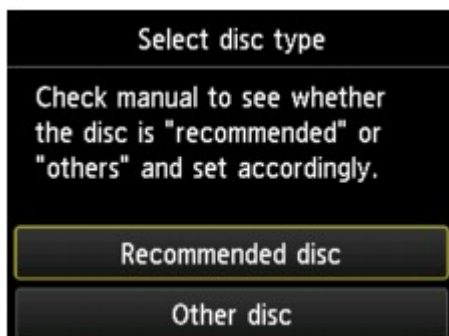 Select disc type
Check manual to see whether
the disc is "recommended" or
"others" and set accordingly.
Recommended disc
Other disc